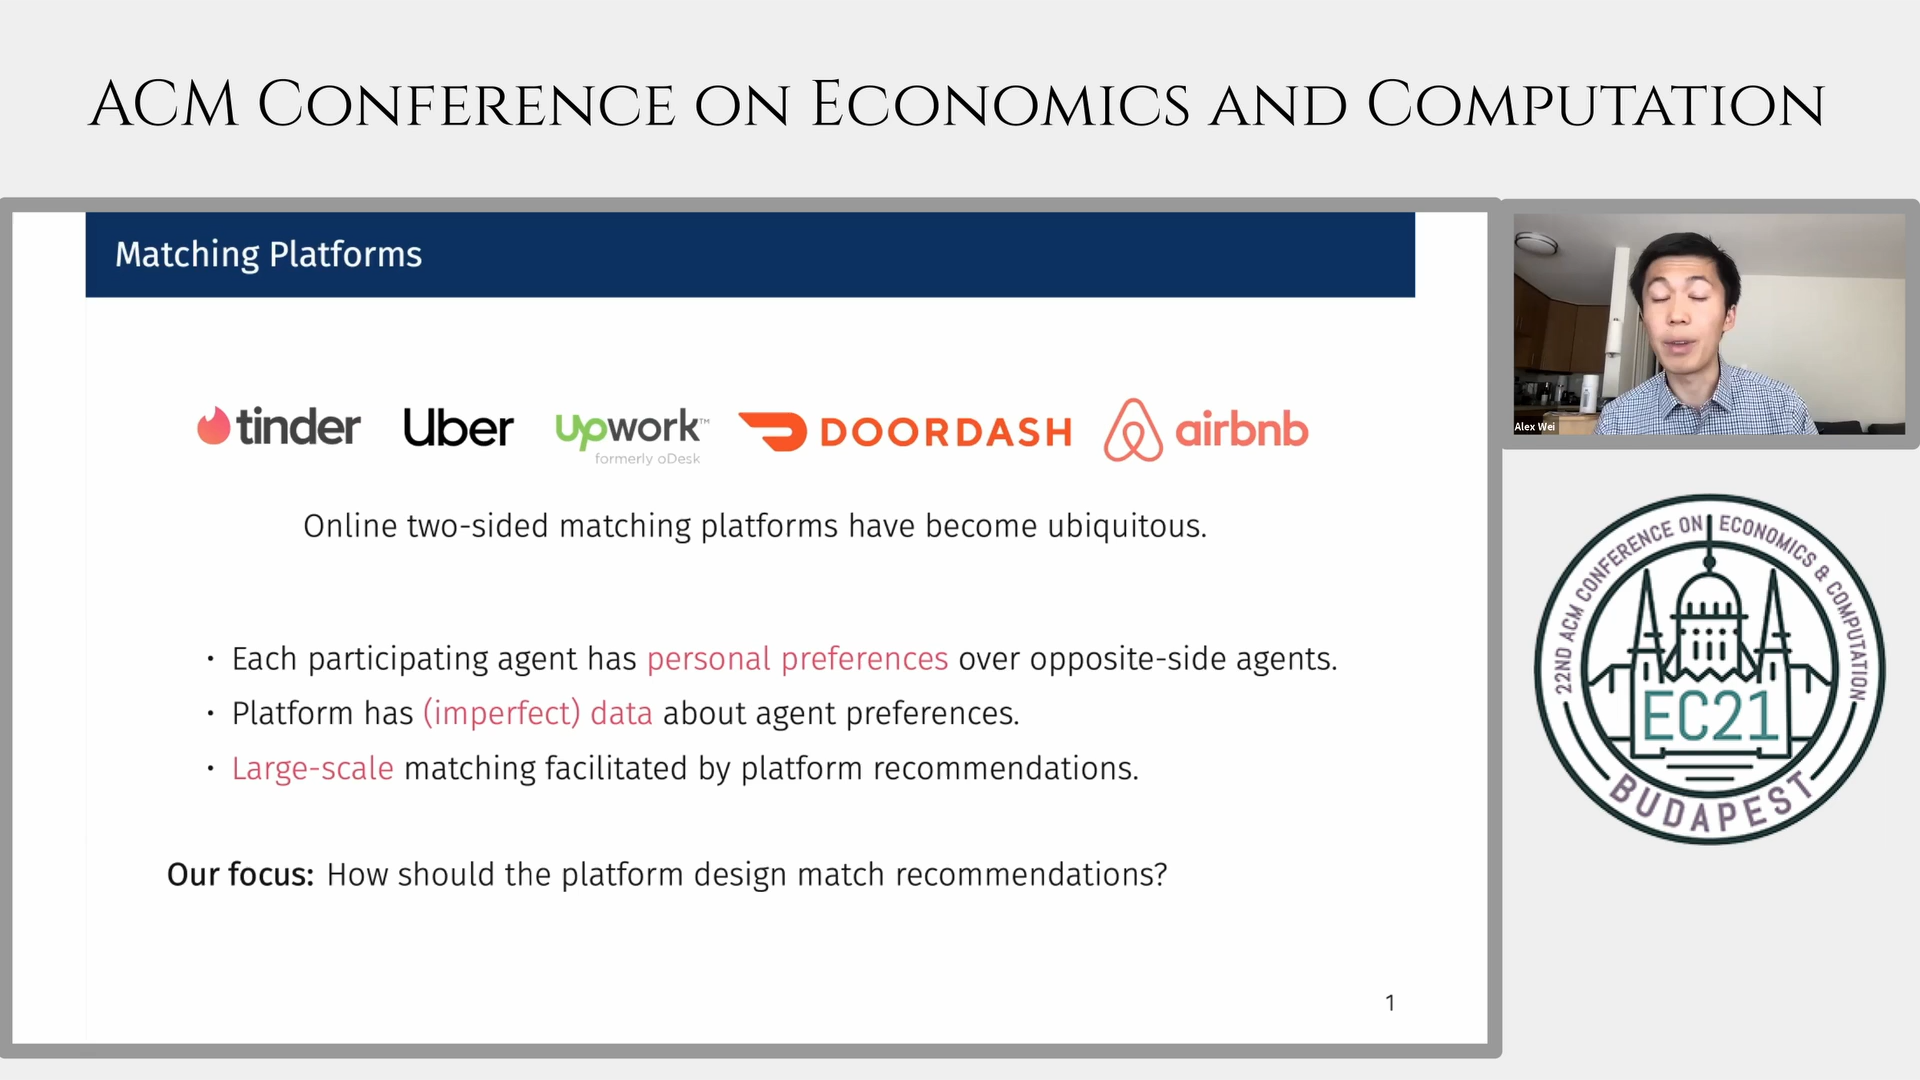 ACM Conference on Economics and Computation
Matching Platforms
tinder Uber upwork™ DOORDASH airbnb
formerly oDesk
Online two-sided matching platforms have become ubiquitous.
• Each participating agent has personal preferences over opposite-side agents.
• Platform has (imperfect) data about agent preferences.
• Large-scale matching facilitated by platform recommendations.
Our focus: How should the platform design match recommendations?
1
Alex Wei
22ND ACM CONFERENCE ON ECONOMICS & COMPUTATION
EC21
BUDAPEST